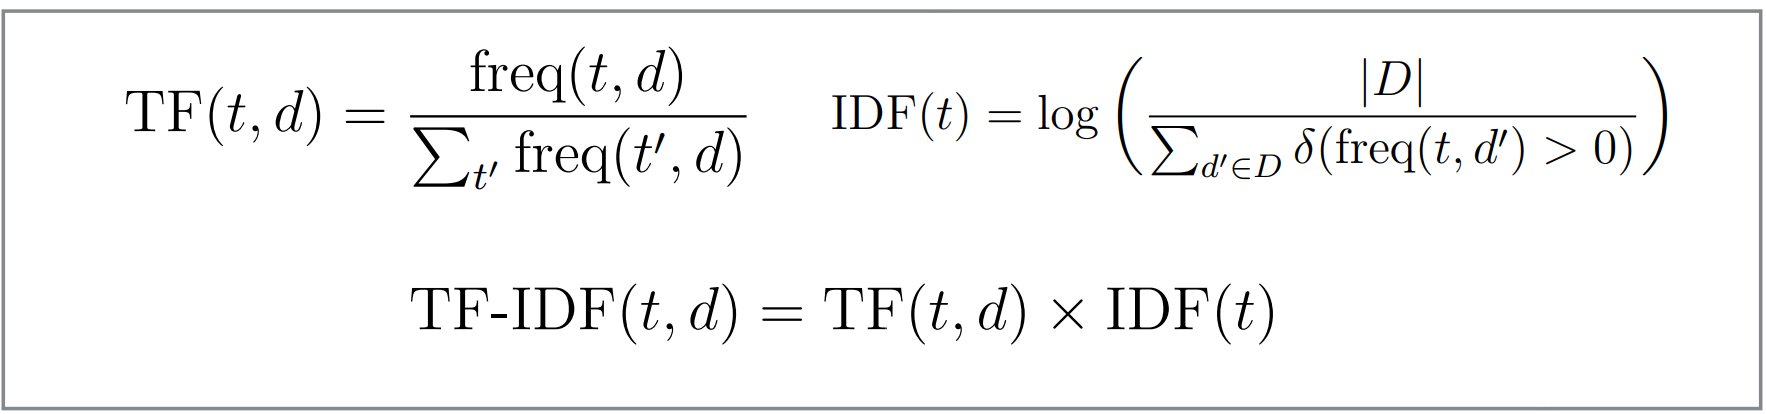 TF(t, d) = freq(t, d) / ∑_{t′} freq(t′, d)    IDF(t) = log ( |D| / ∑_{d′∈D} δ(freq(t, d′) > 0) )
TF-IDF(t, d) = TF(t, d) × IDF(t)